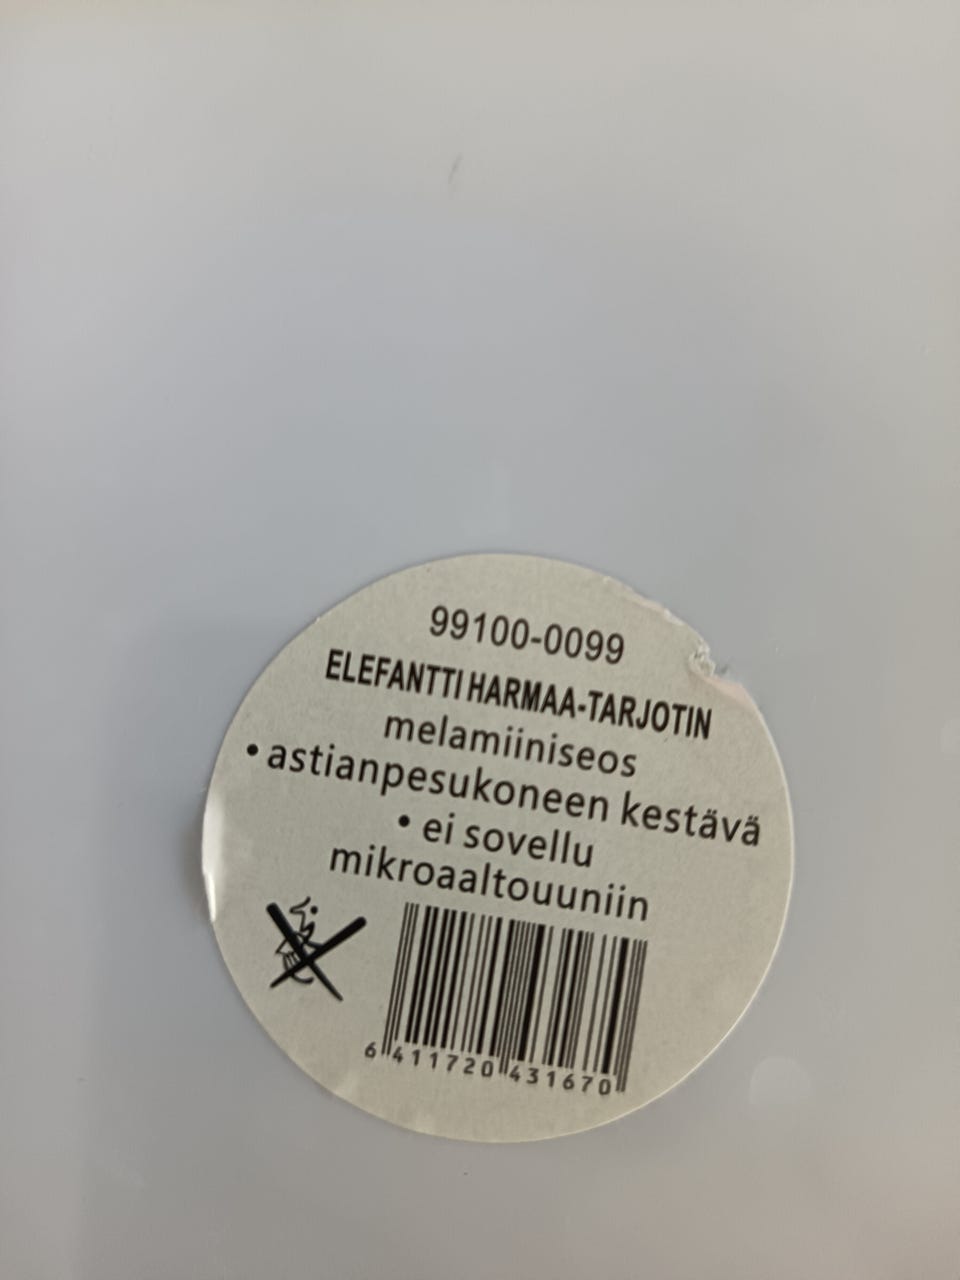 99100-0099
ELEFANTTI HARMAA-TARJOTIN
melamiiniseos
• astianpesukoneen kestävä
• ei sovellu
mikroaaltouuniin
6 411720 431670